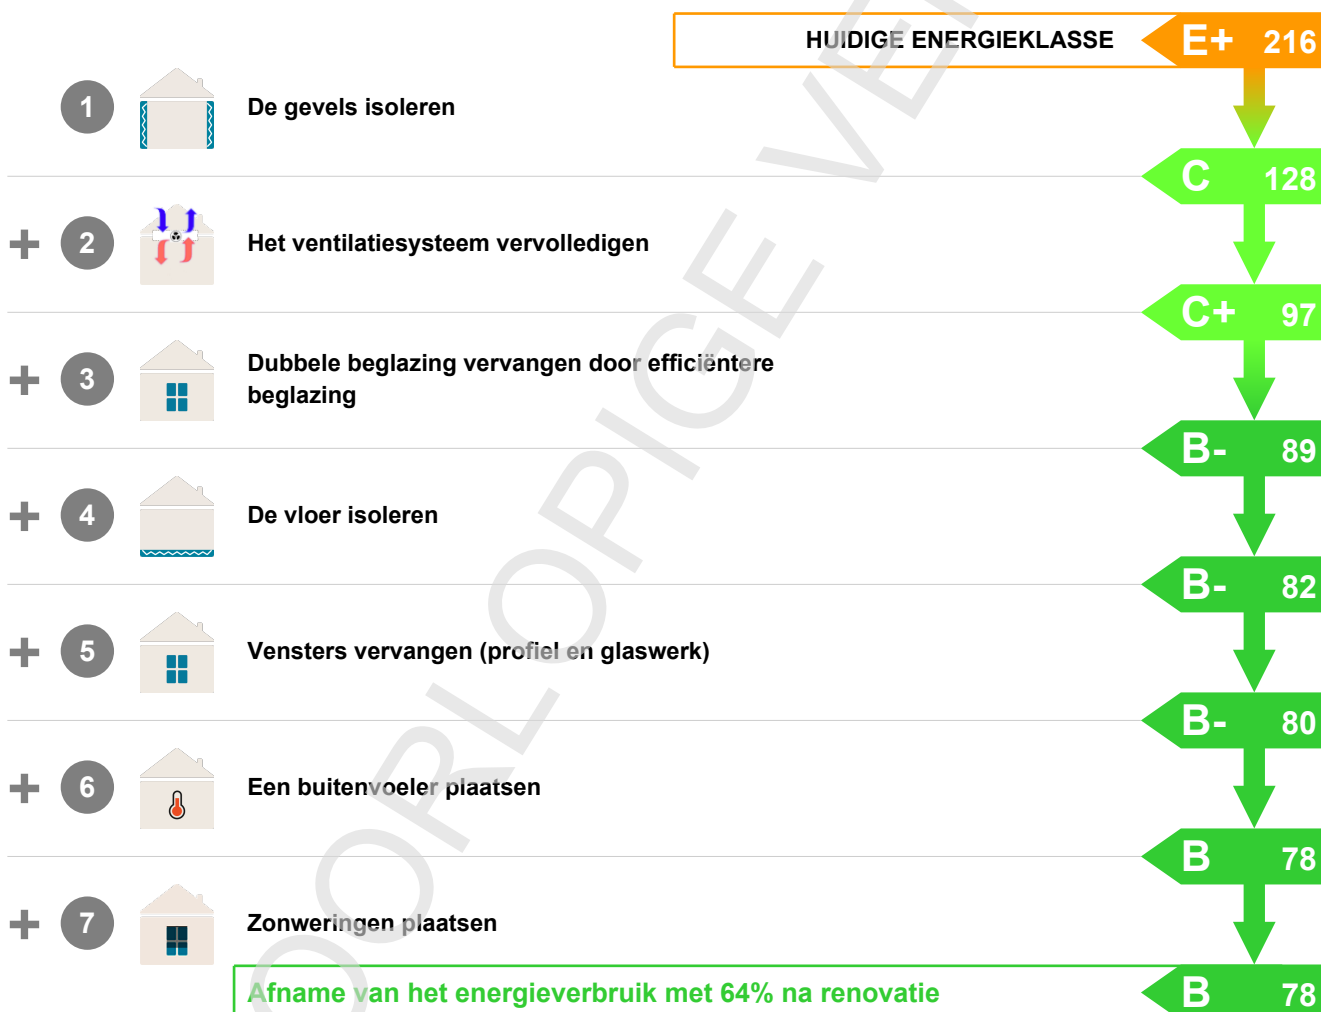 HUIDIGE ENERGIEKLASSE E+ 216
1 De gevels isoleren
C 128
+ 2 Het ventilatiesysteem vervolledigen
C+ 97
+ 3 Dubbele beglazing vervangen door efficiëntere
beglazing
B- 89
+ 4 De vloer isoleren
B- 82
+ 5 Vensters vervangen (profiel en glaswerk)
B- 80
+ 6 Een buitenvoeler plaatsen
B 78
+ 7 Zonweringen plaatsen
Afname van het energieverbruik met 64% na renovatie B 78
OORLOPIGE VE